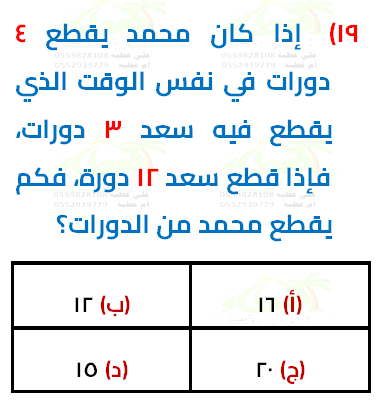 ١٩) إذا كان محمد يقطع ٤
دورات في نفس الوقت الذي
يقطع فيه سعد ٣ دورات،
فإذا قطع سعد ١٢ دورة، فكم
يقطع محمد من الدورات؟
(أ) ١٦
(ب) ١٢
(ج) ٢٠
(د) ١٥